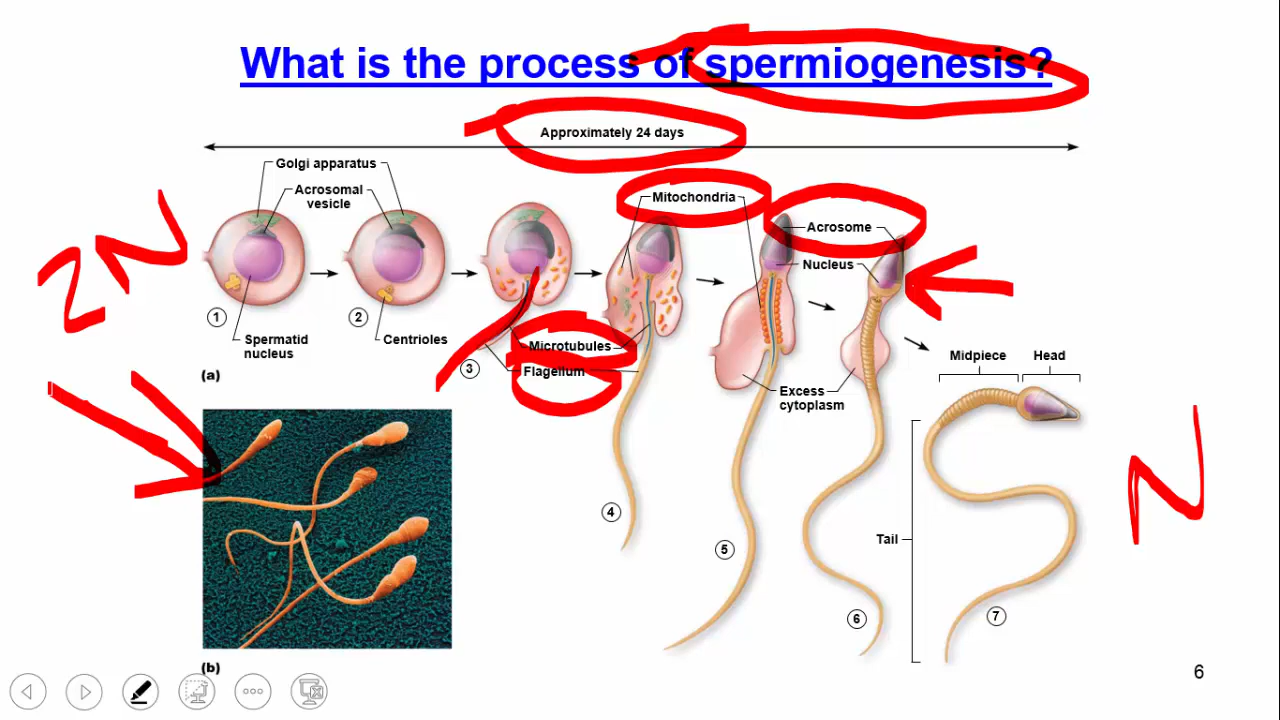 What is the process of spermiogenesis?
Approximately 24 days
Golgi apparatus
Acrosomal
vesicle
Mitochondria
Acrosome
Nucleus
2N
1
2
Spermatid
nucleus
Centrioles
Microtubules
Flagellum
3
(a)
Midpiece
Head
Excess
cytoplasm
N
4
5
Tail
6
7
(b)
6